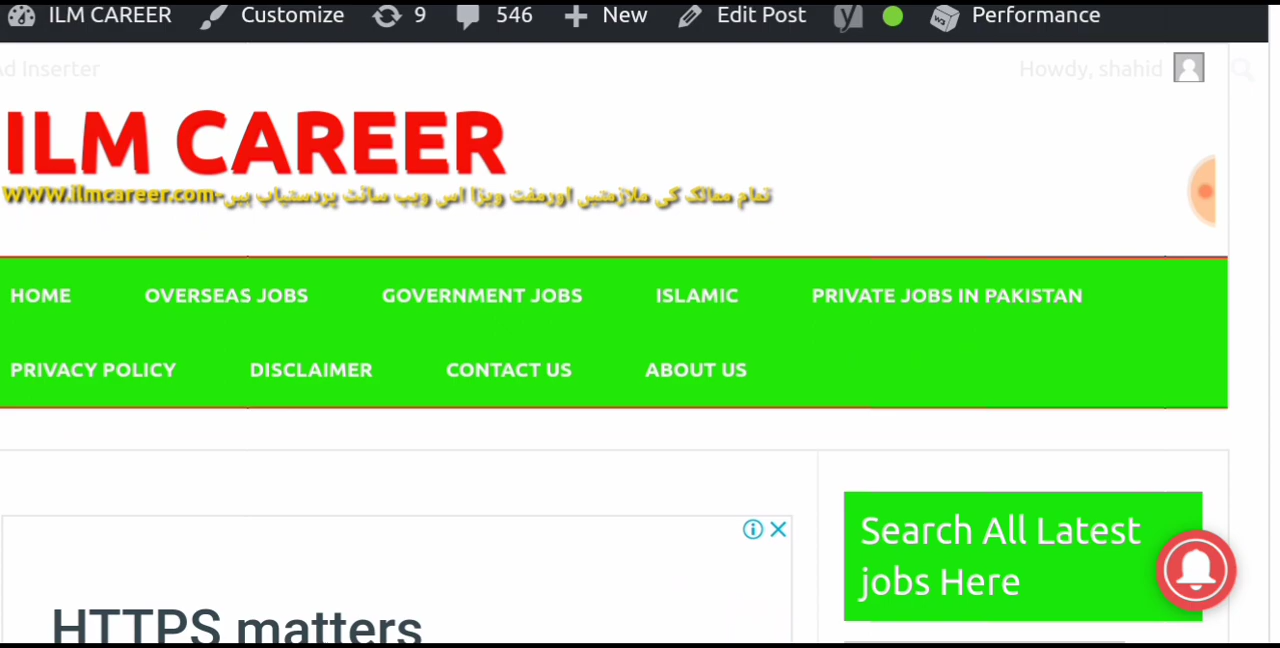 ILM CAREER Customize 9 546 New Edit Post Performance
Ad Inserter Howdy, shahid
ILM CAREER
www.ilmcareer.com-تمام ممالک کی ملازمتیں اورمفت ویزا اس ویب سائٹ پردستیاب ہیں
HOME OVERSEAS JOBS GOVERNMENT JOBS ISLAMIC PRIVATE JOBS IN PAKISTAN
PRIVACY POLICY DISCLAIMER CONTACT US ABOUT US
Search All Latest
jobs Here
HTTPS matters